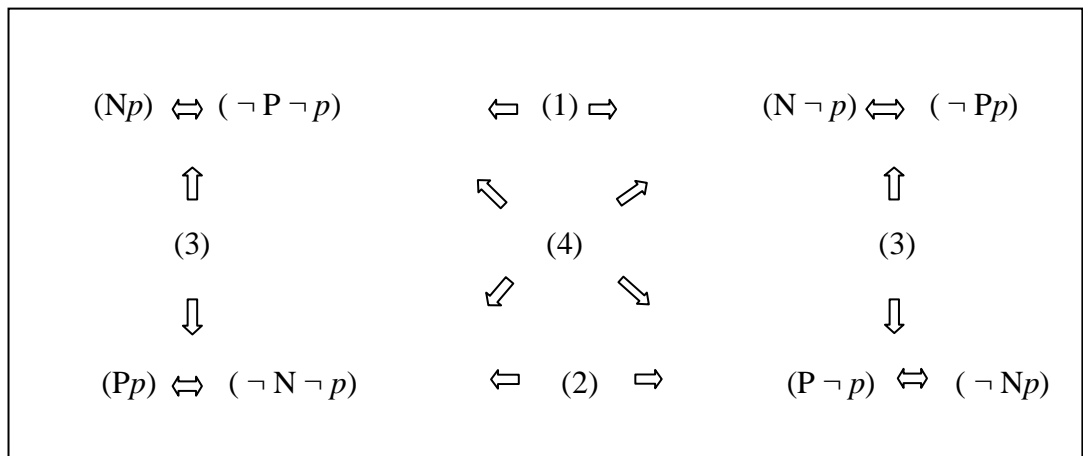 (Np) ⇔ ( ¬ P ¬ p) ⇐ (1) ⇒ (N ¬ p) ⇔ ( ¬ Pp)
(3) (4) (3)
(Pp) ⇔ ( ¬ N ¬ p) ⇐ (2) ⇒ (P ¬ p) ⇔ ( ¬ Np)